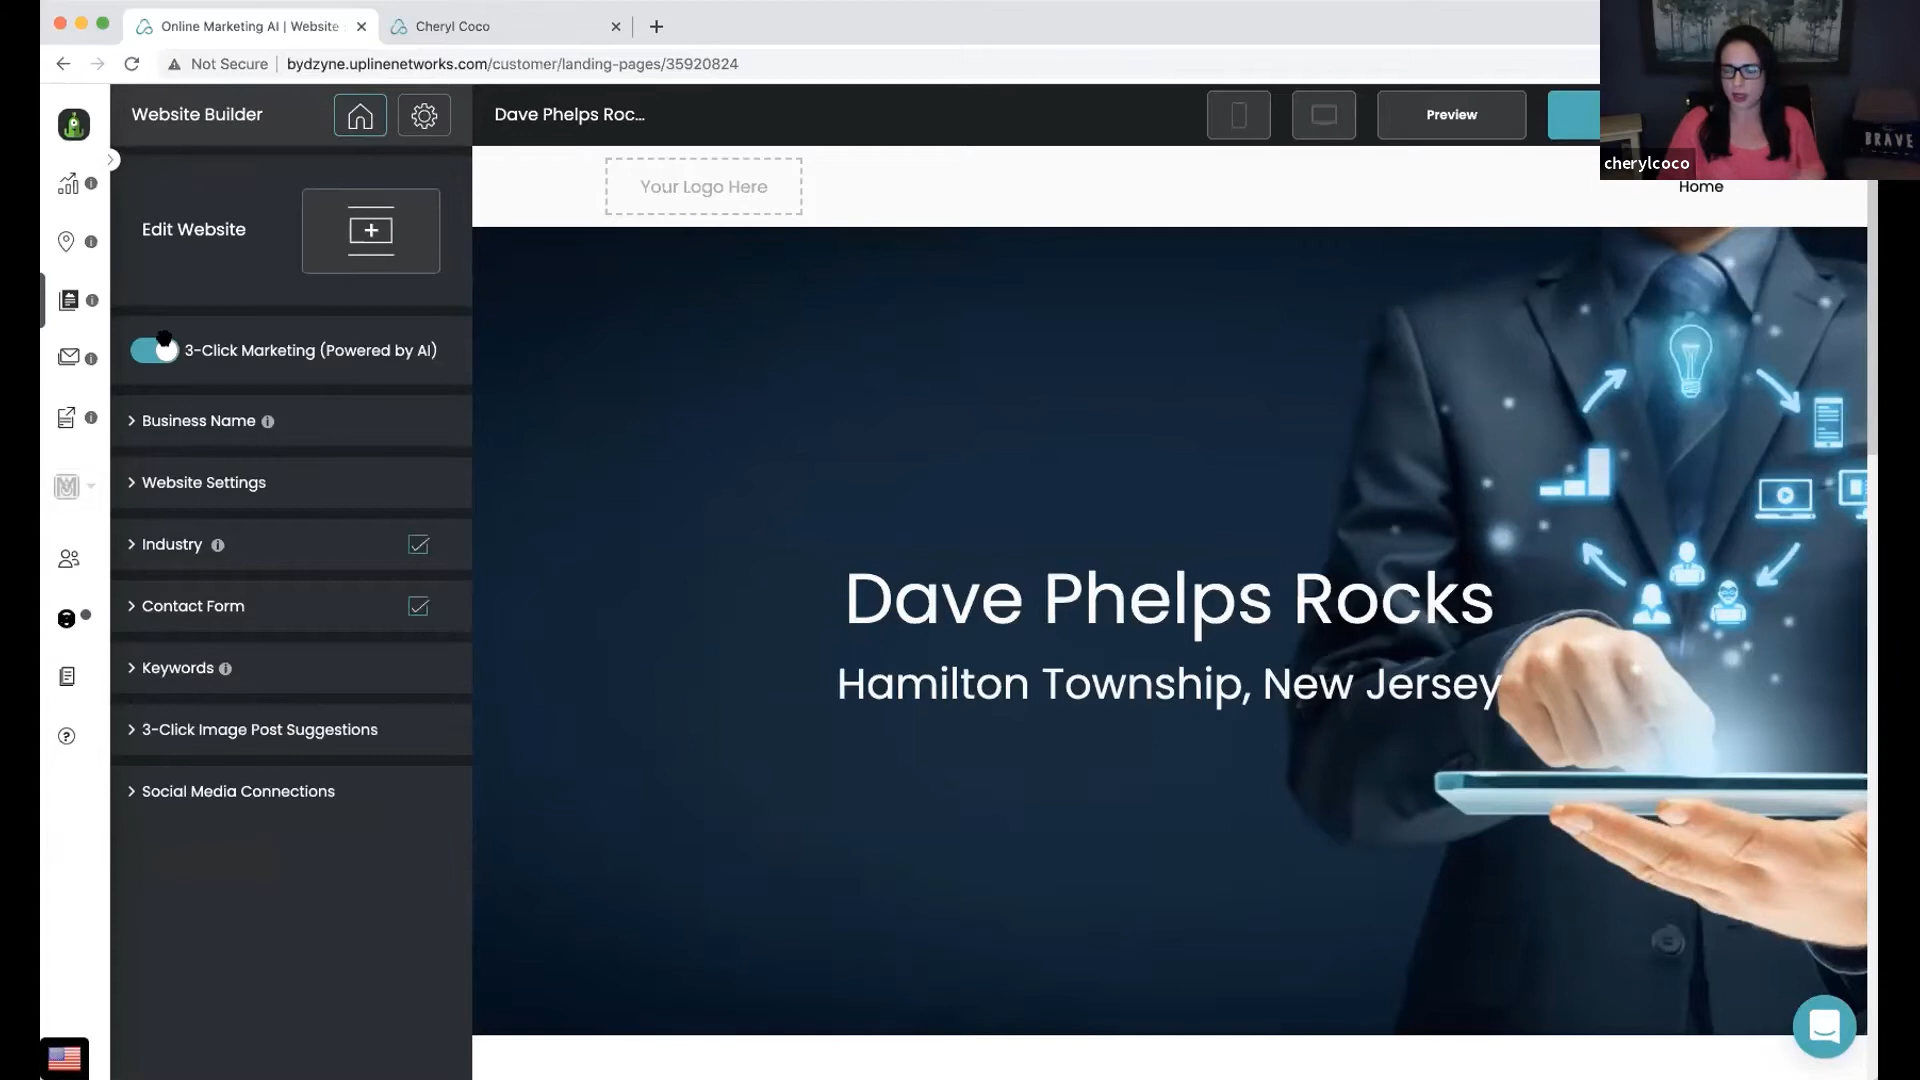 Online Marketing AI | Website
Cheryl Coco
Not Secure
bydzyne.uplinenetworks.com/customer/landing-pages/35920824
BRAVE
cherylcoco
Website Builder
Dave Phelps Roc...
Preview
Your Logo Here
Home
Edit Website
3-Click Marketing (Powered by AI)
Business Name
Website Settings
Industry
Contact Form
Keywords
3-Click Image Post Suggestions
Social Media Connections
Dave Phelps Rocks
Hamilton Township, New Jersey